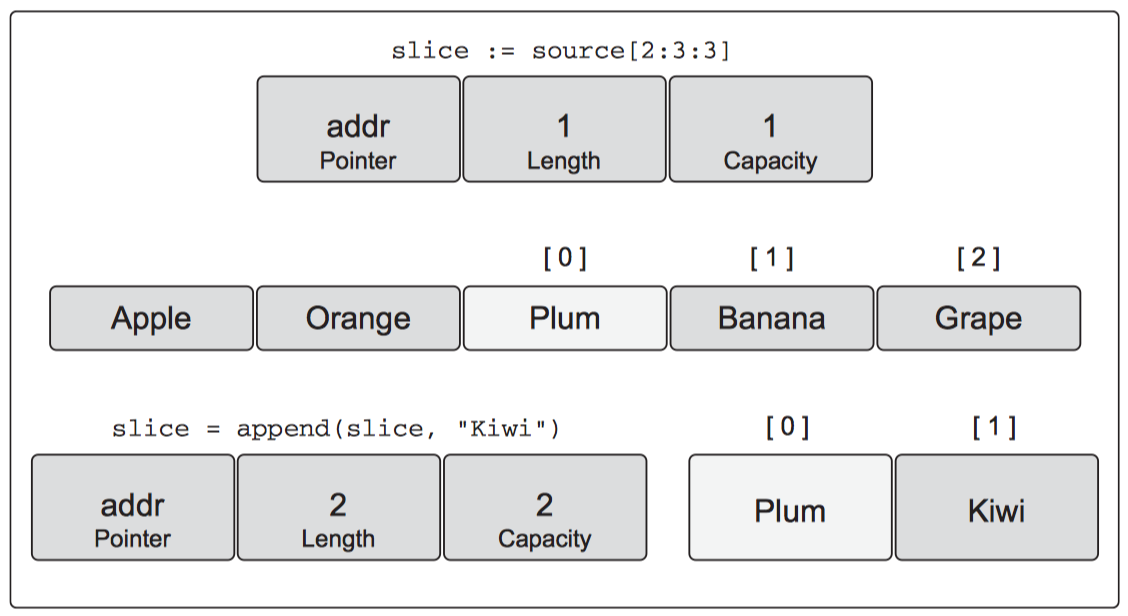 slice := source[2:3:3]
addr 1 1
Pointer Length Capacity
[0] [1] [2]
Apple Orange Plum Banana Grape
slice = append(slice, "Kiwi") [0] [1]
addr 2 2 Plum Kiwi
Pointer Length Capacity